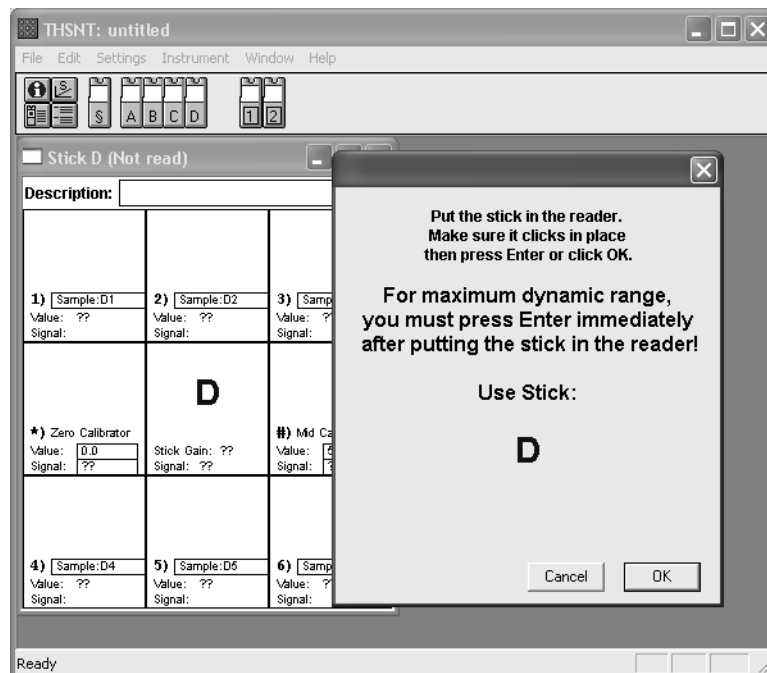 THSNT: untitled
File Edit Settings Instrument Window Help
S
§ A B C D 1 2
Stick D (Not read)
Description:
1) Sample:D1 2) Sample:D2 3)
Value: ?? Value: ?? Value:
Signal: Signal: Signal:
D
*) Zero Calibrator #) Mid
Value: 0.0 Stick Gain: ?? Value:
Signal: ?? Signal: ?? Signal:
4) Sample:D4 5) Sample:D5 6)
Value: ?? Value: ?? Value:
Signal: Signal: Signal:
Put the stick in the reader.
Make sure it clicks in place
then press Enter or click OK.
For maximum dynamic range,
you must press Enter immediately
after putting the stick in the reader!
Use Stick:
D
Cancel OK
Ready